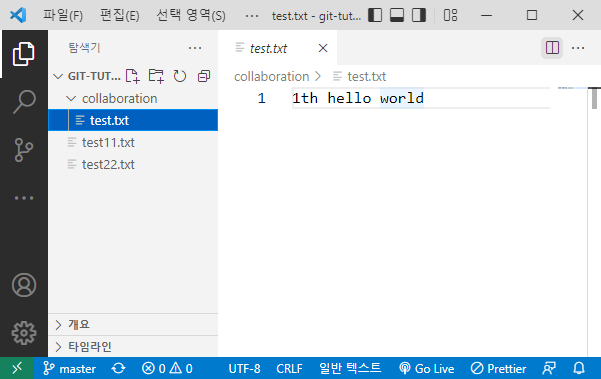 파일(F) 편집(E) 선택 영역(S) ··· test.txt - git-tut...
탐색기 ···
test.txt
GIT-TUT...
collaboration
test.txt
test11.txt
test22.txt
개요
타임라인
collaboration > test.txt
1 1th hello world
master 0 0 UTF-8 CRLF 일반 텍스트 Go Live Prettier